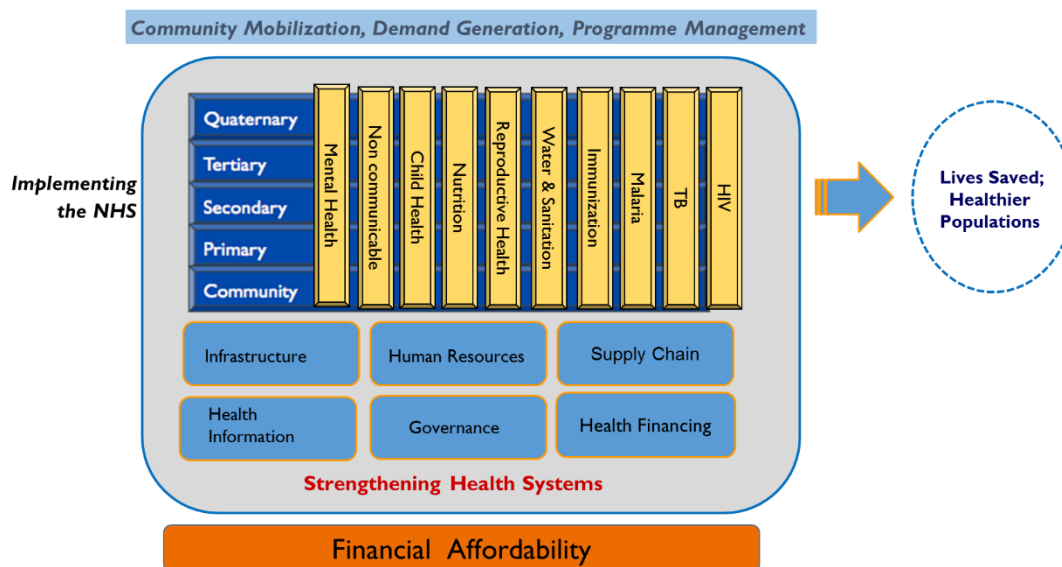 Community Mobilization, Demand Generation, Programme Management
Implementing
the NHS
Quaternary
Tertiary
Secondary
Primary
Community
Mental Health
Non communicable
Child Health
Nutrition
Reproductive Health
Water & Sanitation
Immunization
Malaria
TB
HIV
Lives Saved;
Healthier
Populations
Infrastructure
Human Resources
Supply Chain
Health
Information
Governance
Health Financing
Strengthening Health Systems
Financial Affordability